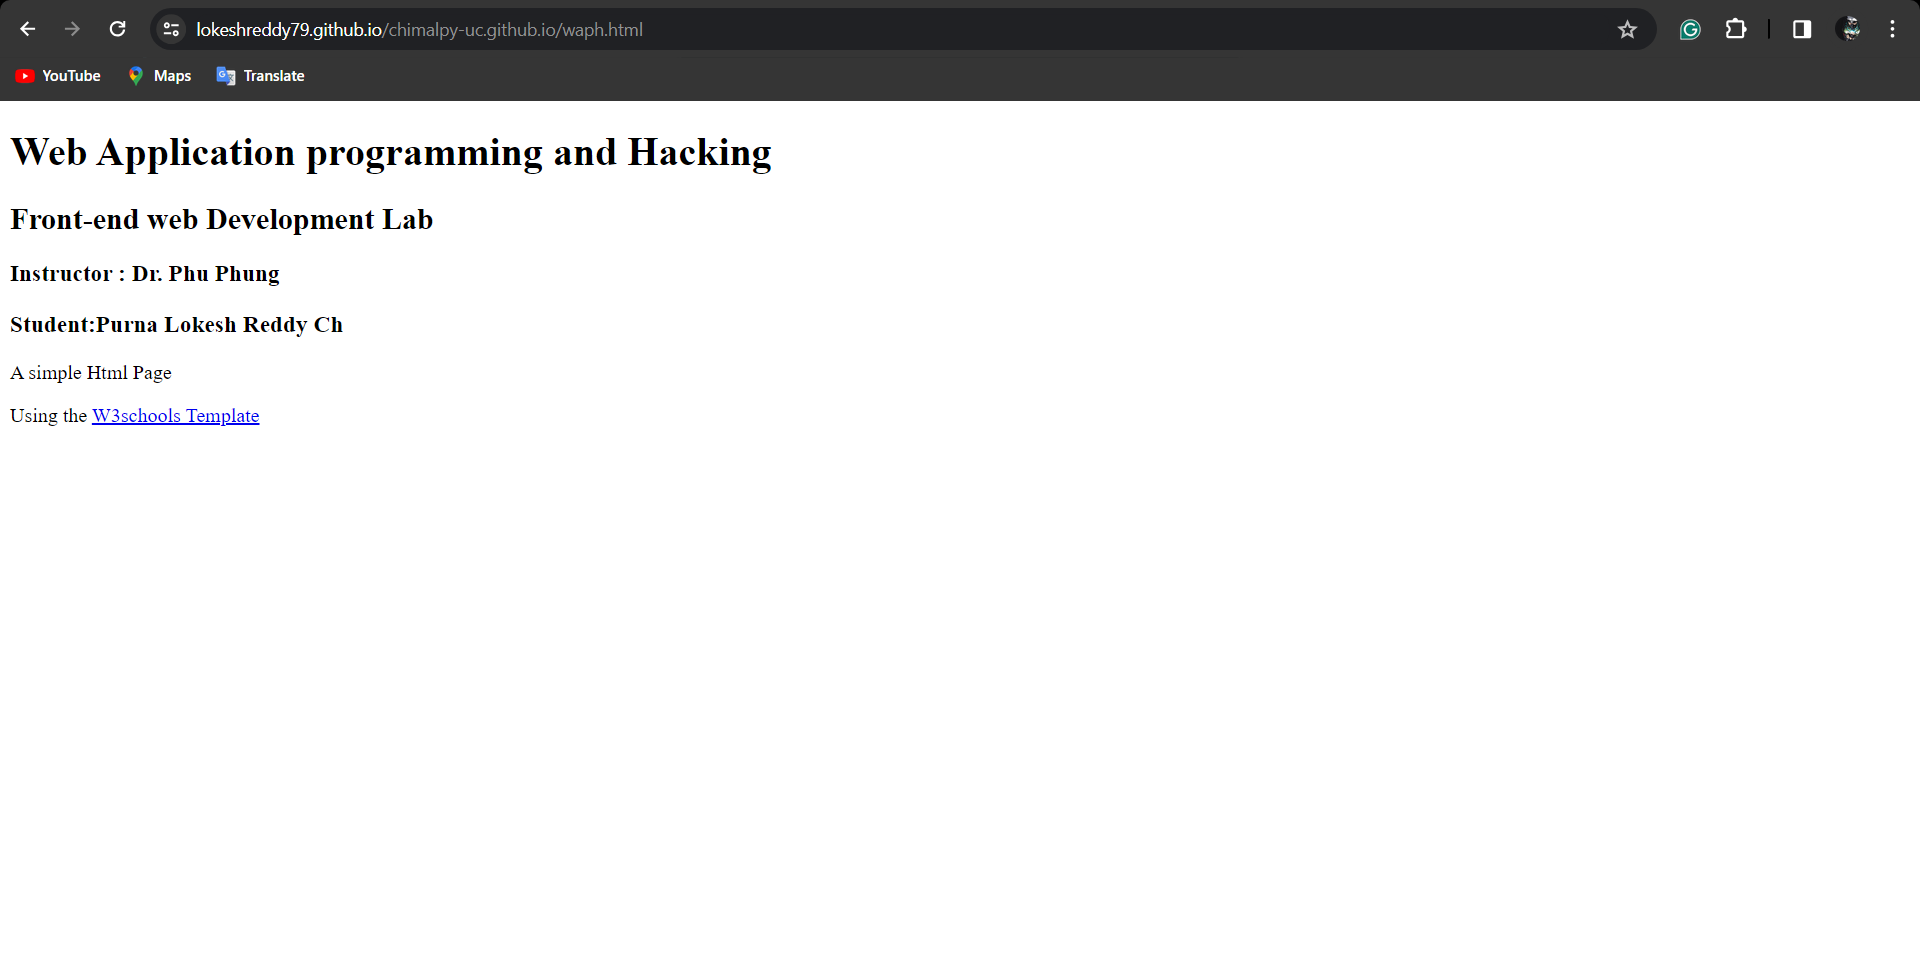 lokeshreddy79.github.io/chimalpy-uc.github.io/waph.html
YouTube Maps Translate
Web Application programming and Hacking
Front-end web Development Lab
Instructor : Dr. Phu Phung
Student:Purna Lokesh Reddy Ch
A simple Html Page
Using the W3schools Template